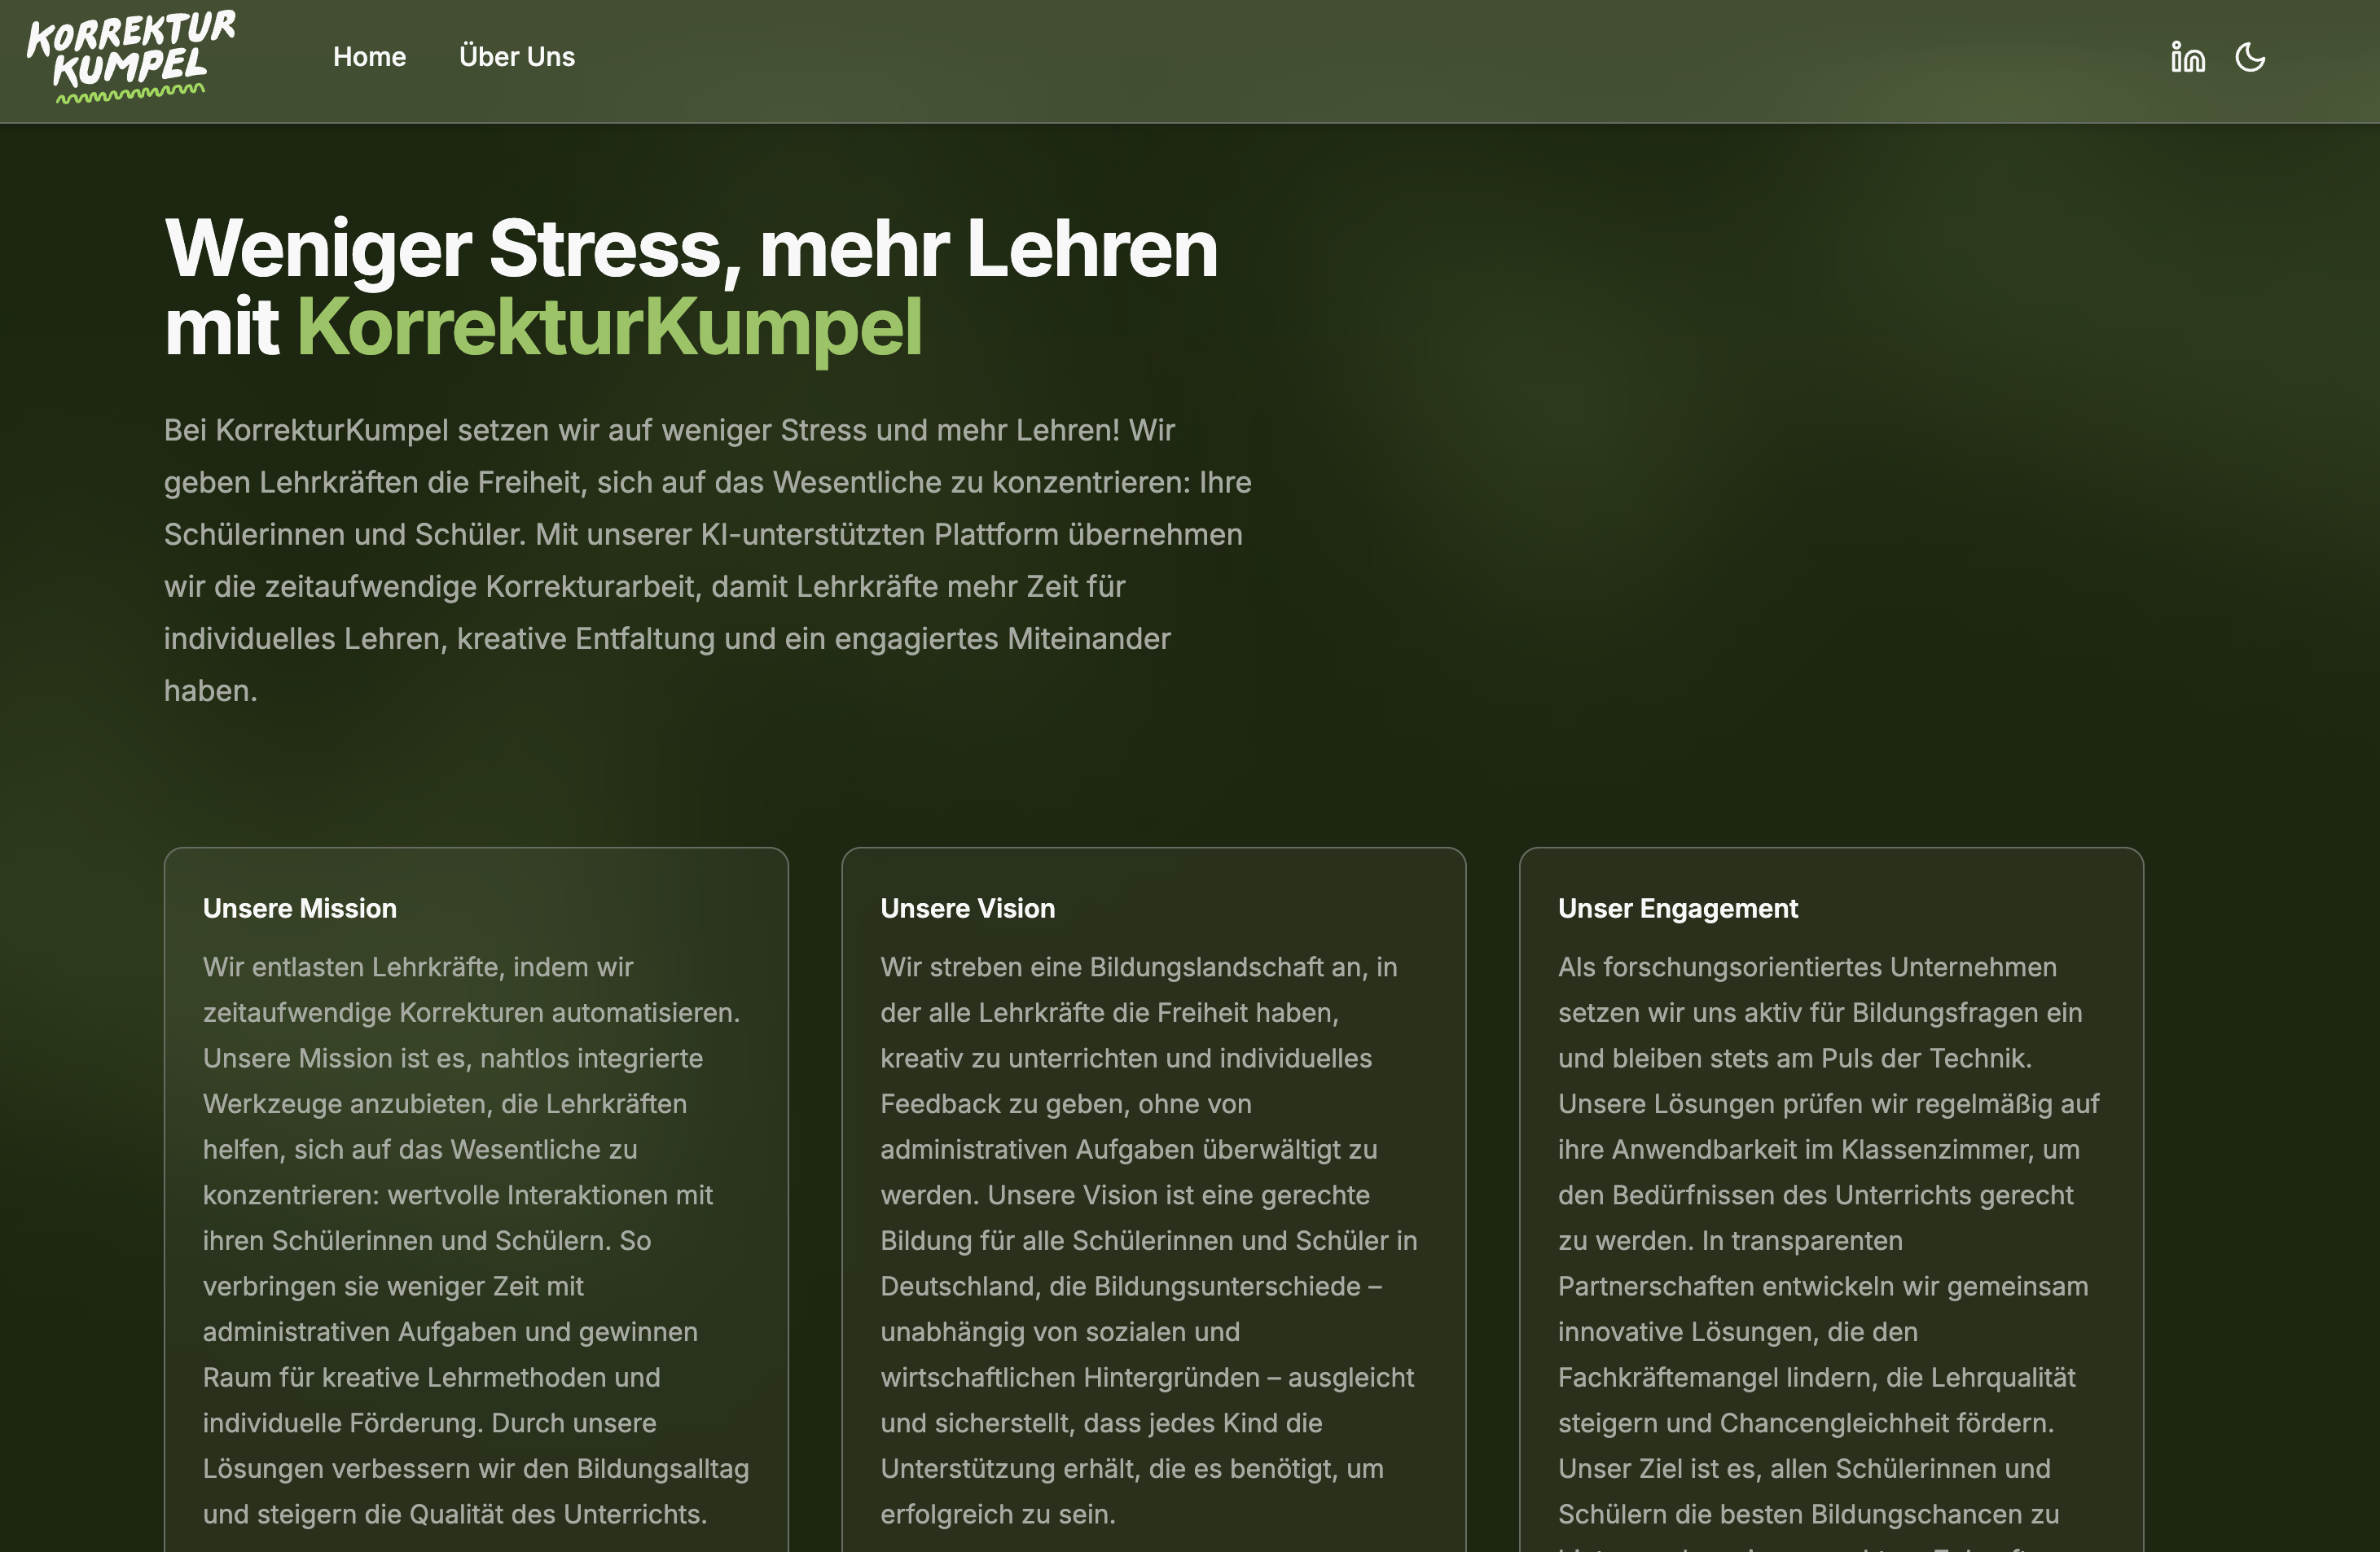 KORREKTUR
KUMPEL
Home
Über Uns
Weniger Stress, mehr Lehren
mit KorrekturKumpel
Bei KorrekturKumpel setzen wir auf weniger Stress und mehr Lehren! Wir
geben Lehrkräften die Freiheit, sich auf das Wesentliche zu konzentrieren: Ihre
Schülerinnen und Schüler. Mit unserer KI-unterstützten Plattform übernehmen
wir die zeitaufwendige Korrekturarbeit, damit Lehrkräfte mehr Zeit für
individuelles Lehren, kreative Entfaltung und ein engagiertes Miteinander
haben.
Unsere Mission
Wir entlasten Lehrkräfte, indem wir
zeitaufwendige Korrekturen automatisieren.
Unsere Mission ist es, nahtlos integrierte
Werkzeuge anzubieten, die Lehrkräften
helfen, sich auf das Wesentliche zu
konzentrieren: wertvolle Interaktionen mit
ihren Schülerinnen und Schülern. So
verbringen sie weniger Zeit mit
administrativen Aufgaben und gewinnen
Raum für kreative Lehrmethoden und
individuelle Förderung. Durch unsere
Lösungen verbessern wir den Bildungsalltag
und steigern die Qualität des Unterrichts.
Unsere Vision
Wir streben eine Bildungslandschaft an, in
der alle Lehrkräfte die Freiheit haben,
kreativ zu unterrichten und individuelles
Feedback zu geben, ohne von
administrativen Aufgaben überwältigt zu
werden. Unsere Vision ist eine gerechte
Bildung für alle Schülerinnen und Schüler in
Deutschland, die Bildungsunterschiede –
unabhängig von sozialen und
wirtschaftlichen Hintergründen – ausgleicht
und sicherstellt, dass jedes Kind die
Unterstützung erhält, die es benötigt, um
erfolgreich zu sein.
Unser Engagement
Als forschungsorientiertes Unternehmen
setzen wir uns aktiv für Bildungsfragen ein
und bleiben stets am Puls der Technik.
Unsere Lösungen prüfen wir regelmäßig auf
ihre Anwendbarkeit im Klassenzimmer, um
den Bedürfnissen des Unterrichts gerecht
zu werden. In transparenten
Partnerschaften entwickeln wir gemeinsam
innovative Lösungen, die den
Fachkräftemangel lindern, die Lehrqualität
steigern und Chancengleichheit fördern.
Unser Ziel ist es, allen Schülerinnen und
Schülern die besten Bildungschancen zu